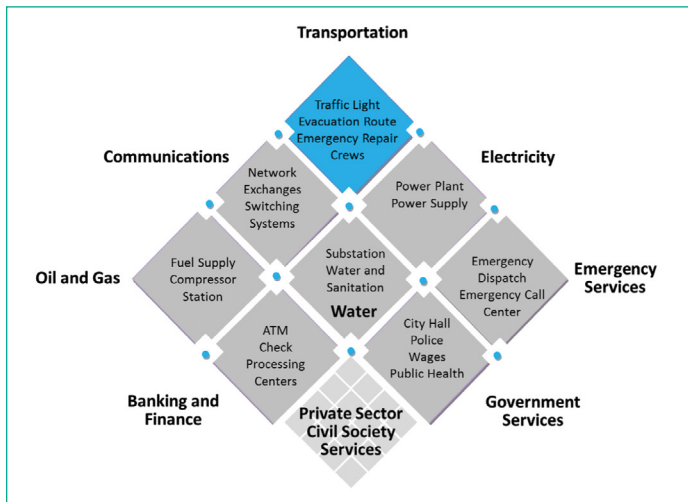 Transportation
Traffic Light
Evacuation Route
Emergency Repair
Crews
Communications
Network
Exchanges
Switching
Systems
Electricity
Power Plant
Power Supply
Oil and Gas
Fuel Supply
Compressor
Station
Substation
Water and
Sanitation
Water
Emergency
Dispatch
Emergency Call
Center
Emergency
Services
ATM
Check
Processing
Centers
City Hall
Police
Wages
Public Health
Banking and
Finance
Private Sector
Civil Society
Services
Government
Services